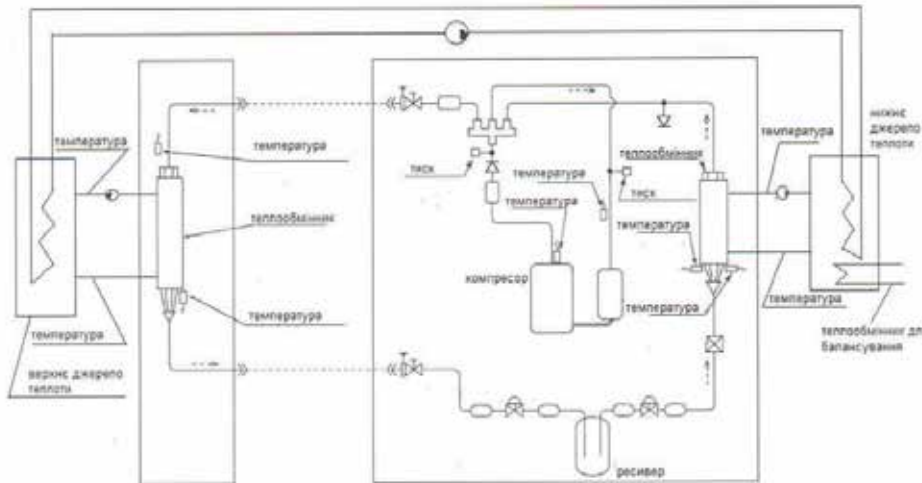 температура
температура
теплообмінник
температура
температура
верхнє джерело
теплоти
тиск
температура
температура
компресор
теплообмінник
тиск
температура
температура
ресивер
температура
нижнє
джерело
теплоти
температура
теплообмінник дл
балансування